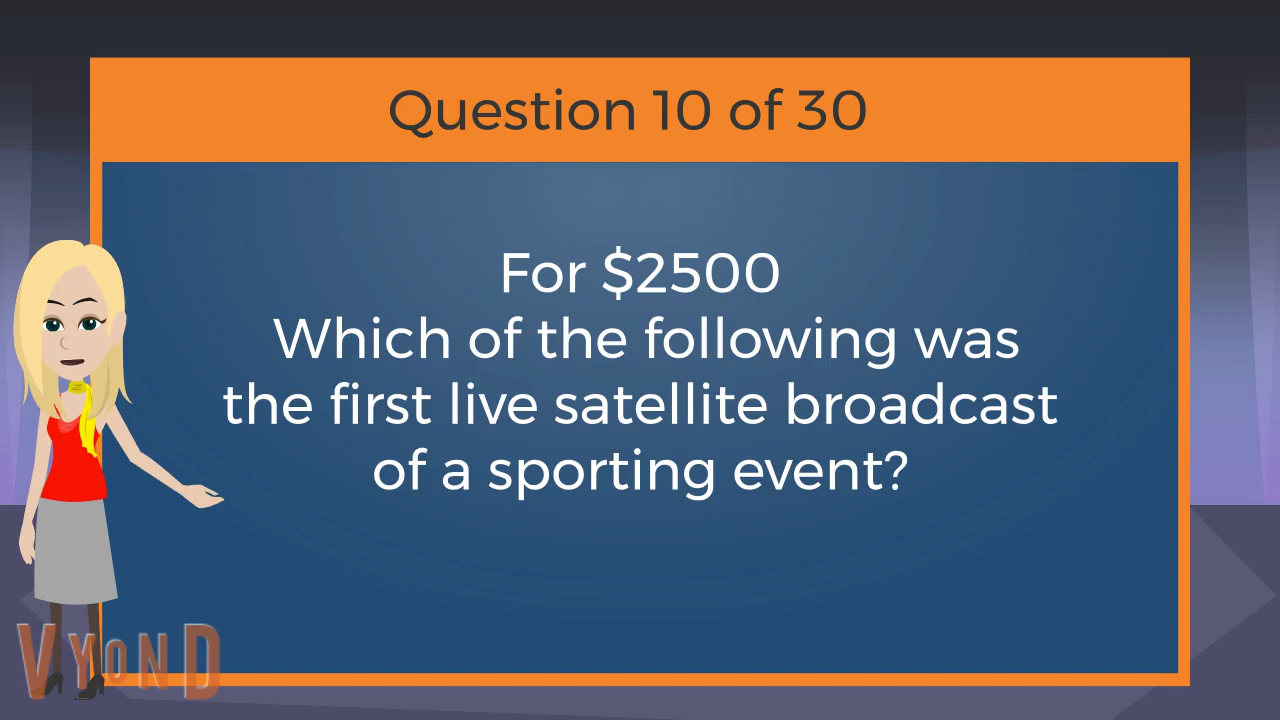 Question 10 of 30
For $2500
Which of the following was
the first live satellite broadcast
of a sporting event?
VYoND